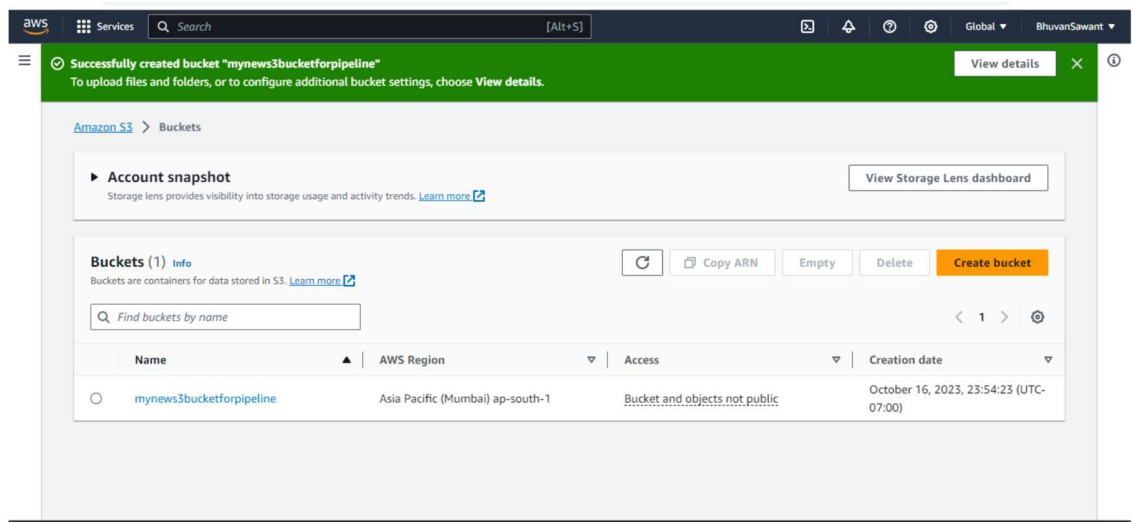 aws Services Search [Alt+S] Global ▼ BhuvanSawant ▼
Successfully created bucket "mynews3bucketforpipeline"
To upload files and folders, or to configure additional bucket settings, choose View details.
View details
Amazon S3 > Buckets
Account snapshot
Storage lens provides visibility into storage usage and activity trends. Learn more
View Storage Lens dashboard
Buckets (1) Info
Buckets are containers for data stored in S3. Learn more
Copy ARN Empty Delete Create bucket
Find buckets by name
< 1 >
Name AWS Region Access Creation date
mynews3bucketforpipeline Asia Pacific (Mumbai) ap-south-1 Bucket and objects not public October 16, 2023, 23:54:23 (UTC-
07:00)